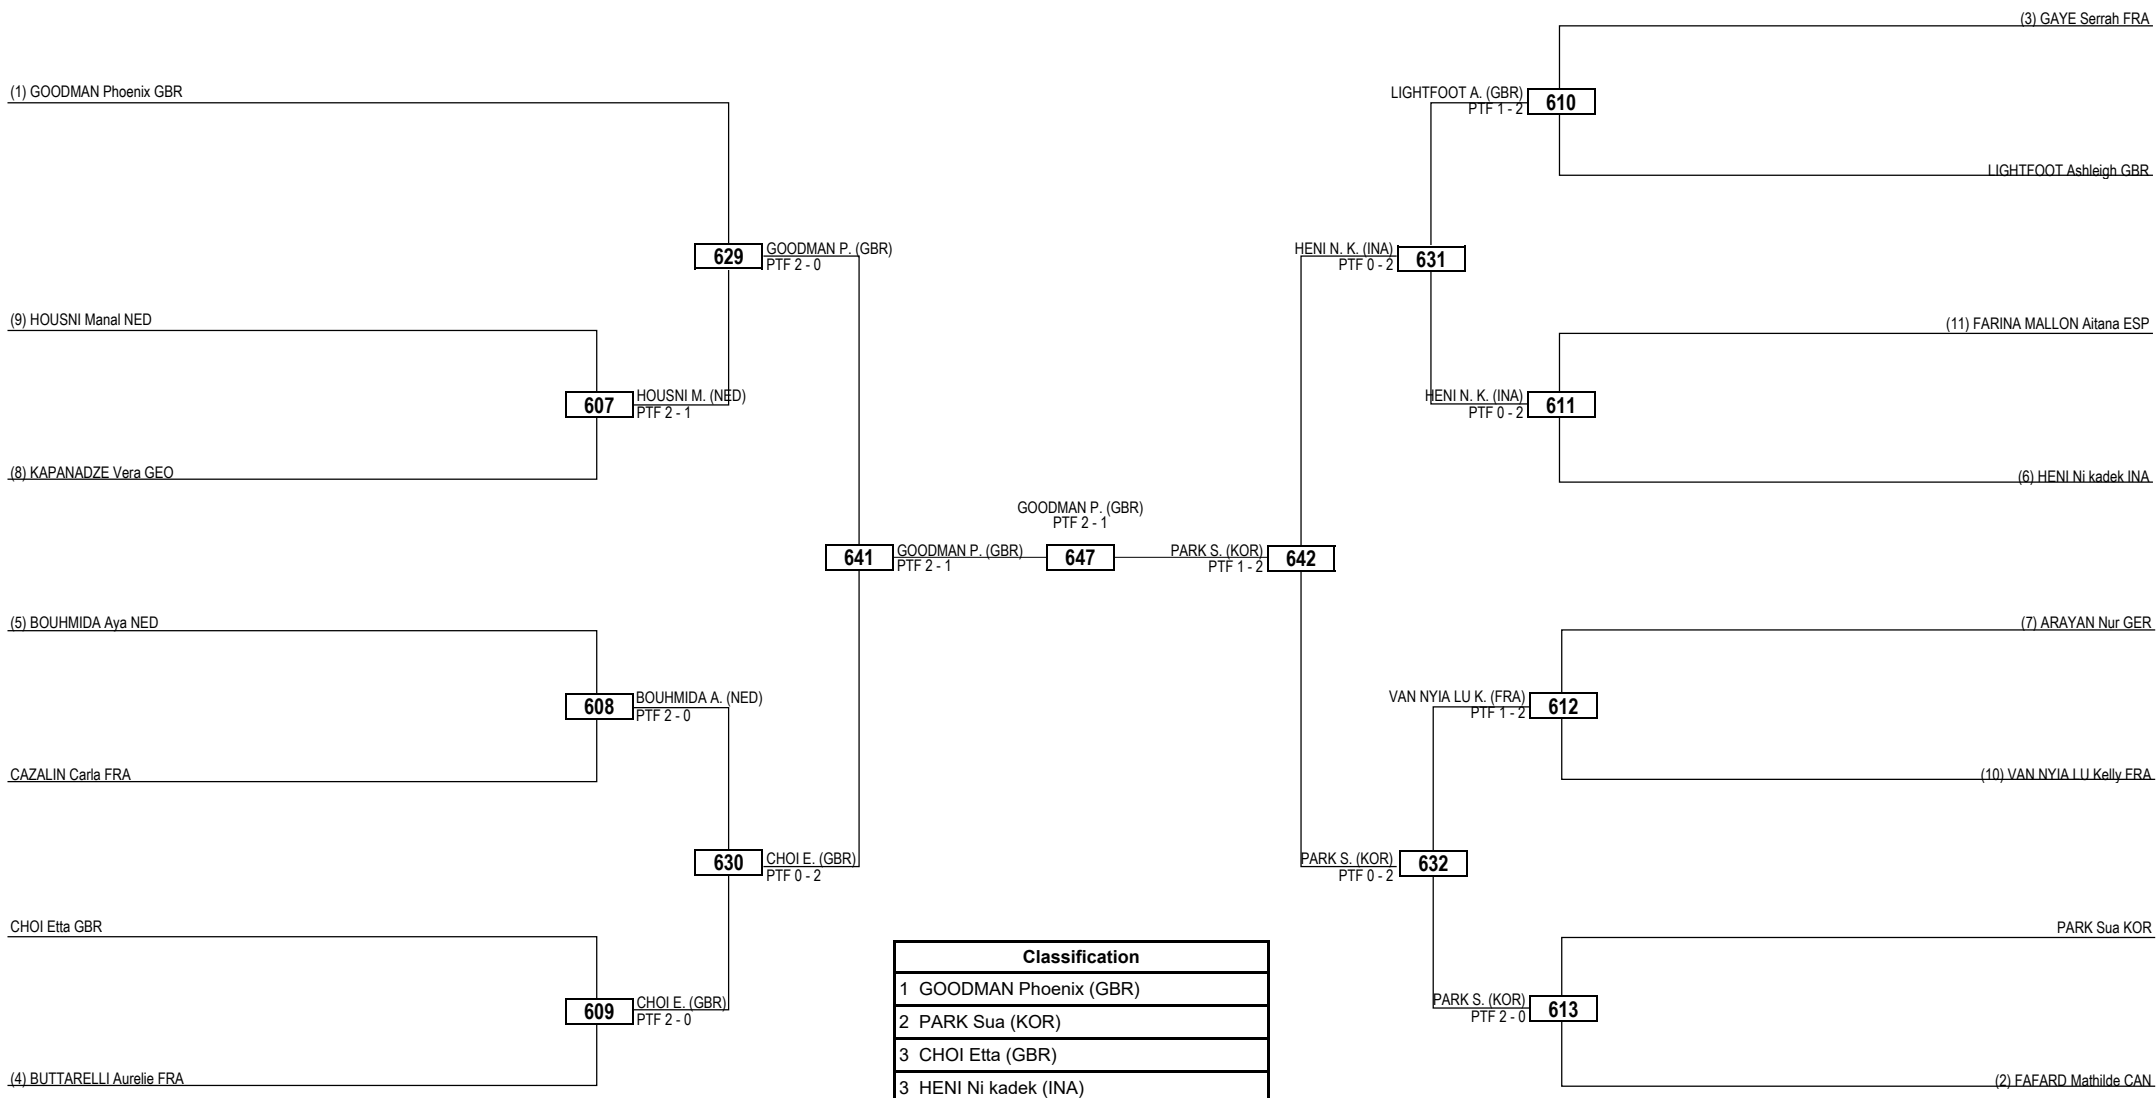 (3) GAYE Serrah FRA
(1) GOODMAN Phoenix GBR
LIGHTFOOT A. (GBR)
PTF 1 - 2
610
LIGHTFOOT Ashleigh GBR
629
GOODMAN P. (GBR)
PTF 2 - 0
HENI N. K. (INA)
PTF 0 - 2
631
(9) HOUSNI Manal NED
(11) FARINA MALLON Aitana ESP
607
HOUSNI M. (NED)
PTF 2 - 1
HENI N. K. (INA)
PTF 0 - 2
611
(8) KAPANADZE Vera GEO
(6) HENI Ni kadek INA
GOODMAN P. (GBR)
PTF 2 - 1
641
GOODMAN P. (GBR)
PTF 2 - 1
647
PARK S. (KOR)
PTF 1 - 2
642
(5) BOUHMIDA Aya NED
(7) ARAYAN Nur GER
608
BOUHMIDA A. (NED)
PTF 2 - 0
VAN NYIA LU K. (FRA)
PTF 1 - 2
612
CAZALIN Carla FRA
(10) VAN NYIA LU Kelly FRA
630
CHOI E. (GBR)
PTF 0 - 2
PARK S. (KOR)
PTF 0 - 2
632
CHOI Etta GBR
PARK Sua KOR
609
CHOI E. (GBR)
PTF 2 - 0
PARK S. (KOR)
PTF 2 - 0
613
(4) BUTTARELLI Aurelie FRA
(2) FAFARD Mathilde CAN
Classification
1 GOODMAN Phoenix (GBR)
2 PARK Sua (KOR)
3 CHOI Etta (GBR)
3 HENI Ni kadek (INA)